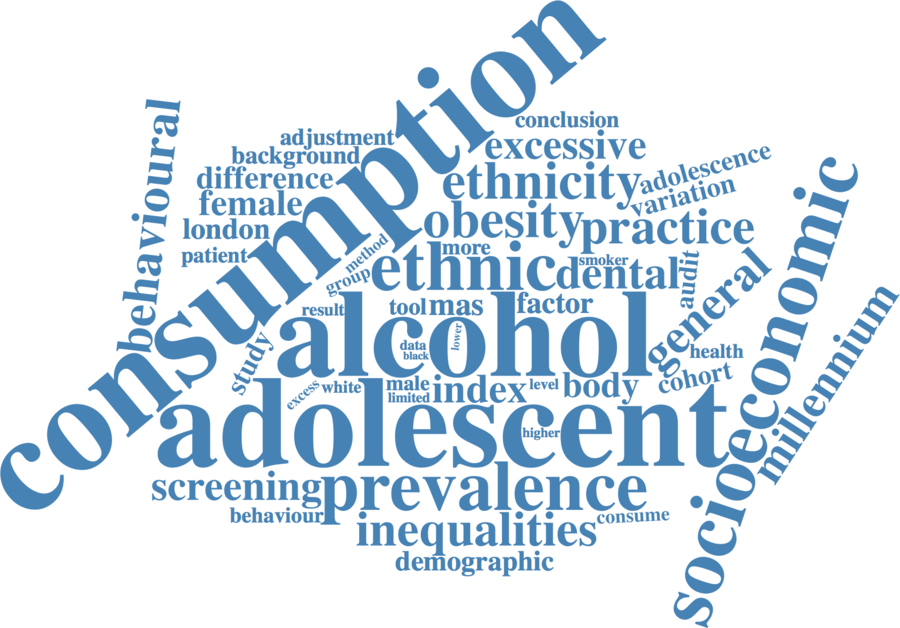 consumption
conclusion
adjustment
behavioural
excessive
background
adolescence
difference
ethnicity
variation
female
obesity
practice
london
socioeconomic
patient
method
more
group
ethnic
smoker
dental
audit
general
result
tool
mas
factor
alcohol
millennium
lower
data
black
study
health
excess
white
male
limited
index
level
body
cohort
adolescent
higher
screening
prevalence
behaviour
inequalities
consume
demographic